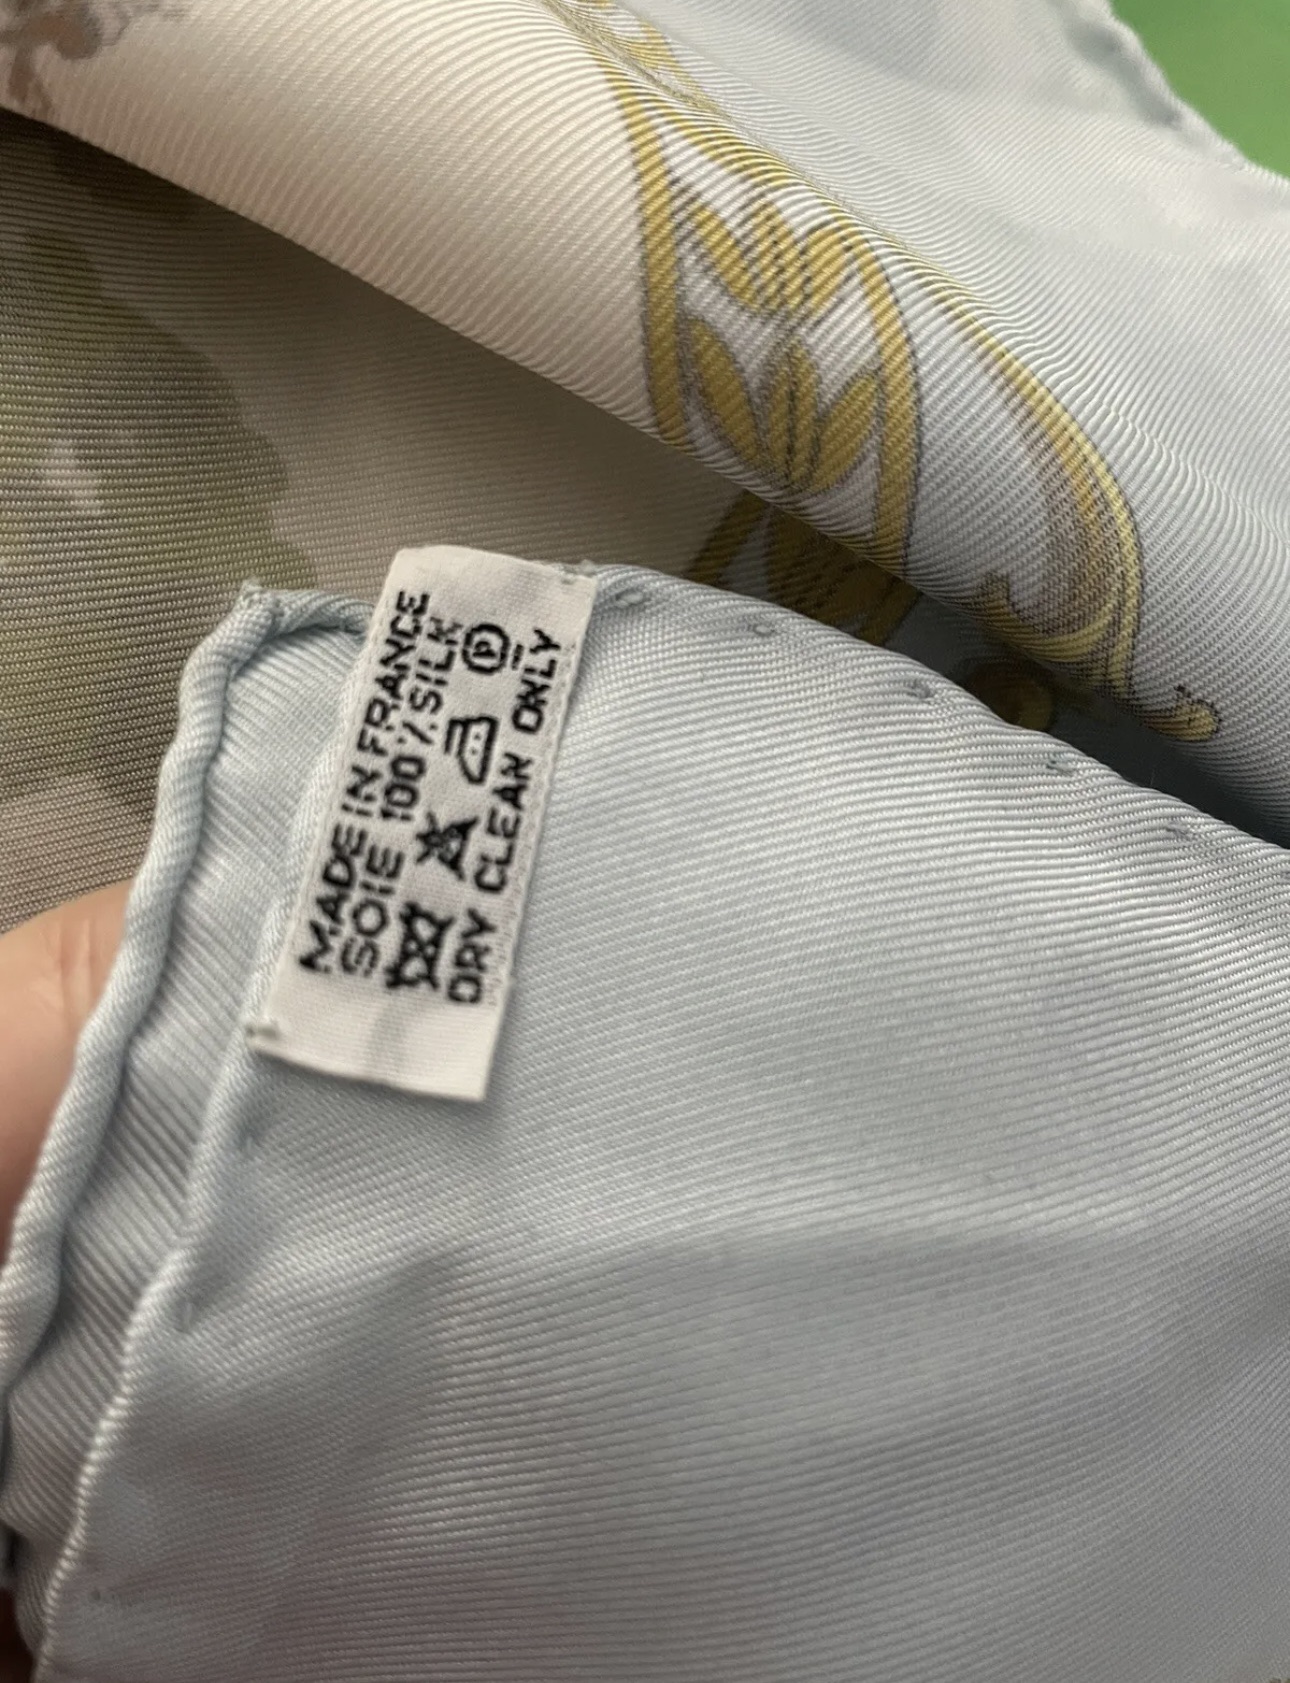 MADE IN FRANCE
SOIE 100% SILK
P
DRY CLEAN ONLY